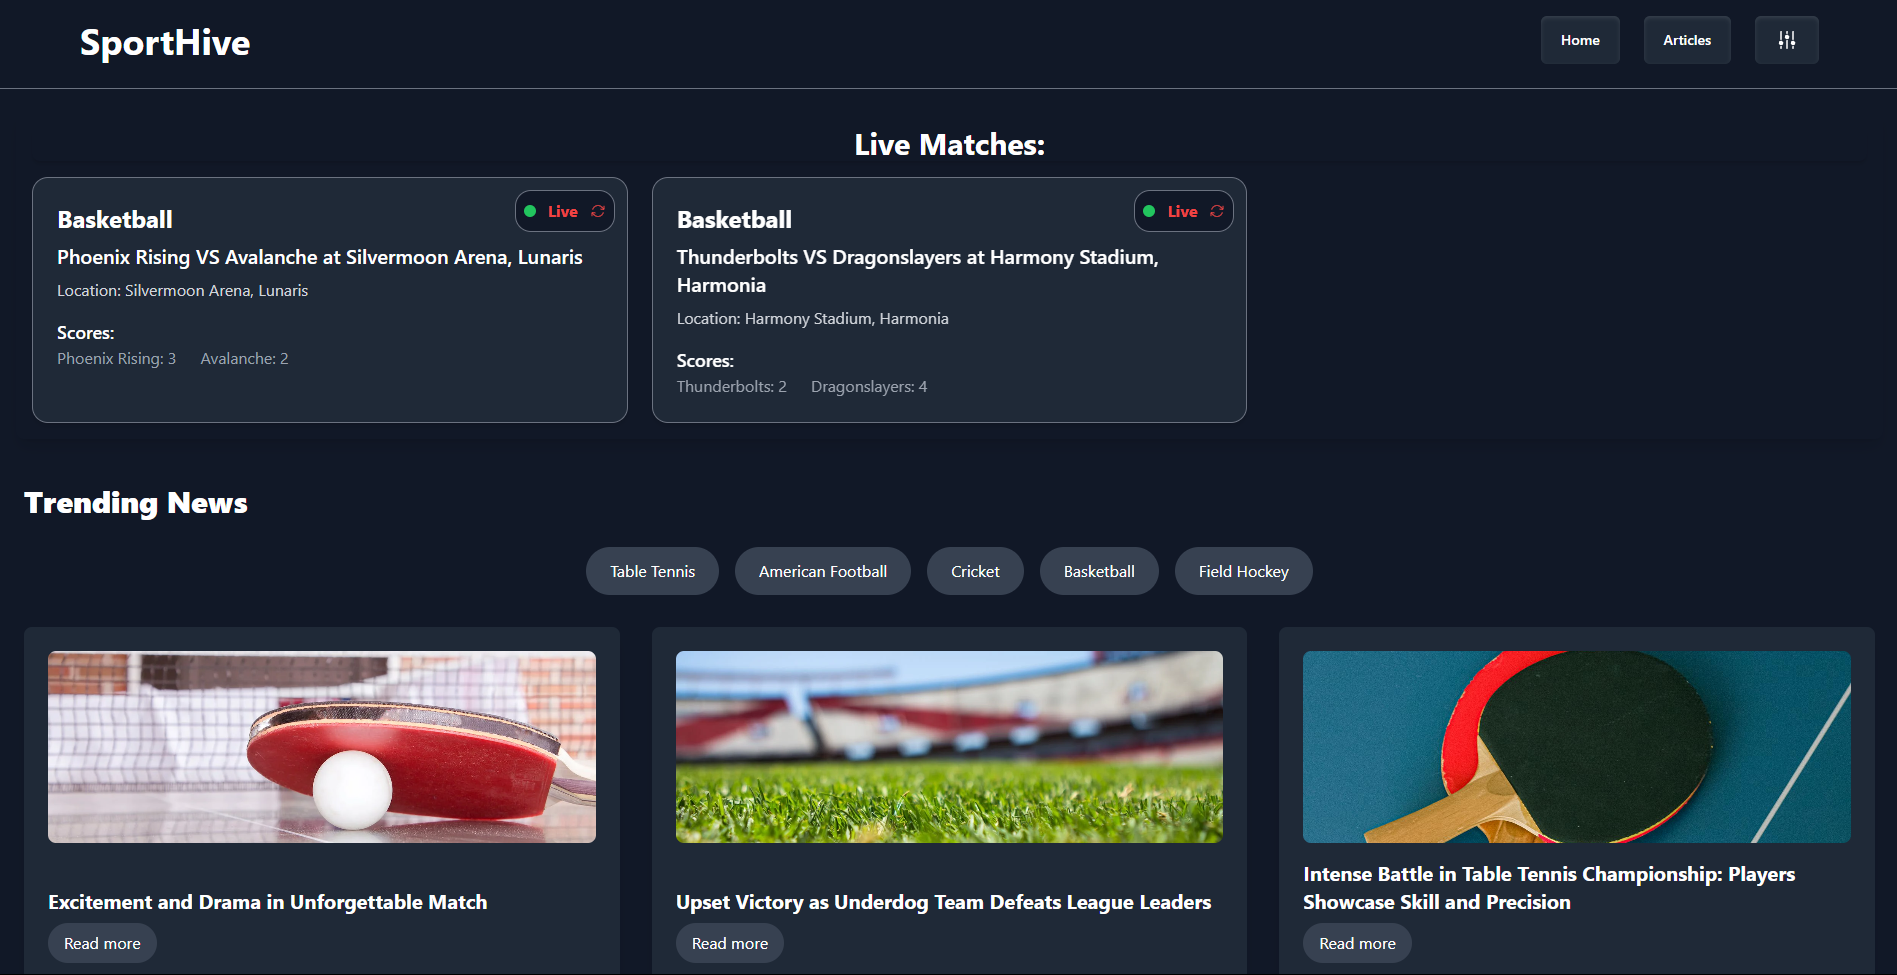 SportHive
Home
Articles
Live Matches:
Basketball
Live
Phoenix Rising VS Avalanche at Silvermoon Arena, Lunaris
Location: Silvermoon Arena, Lunaris
Scores:
Phoenix Rising: 3 Avalanche: 2
Basketball
Live
Thunderbolts VS Dragonslayers at Harmony Stadium,
Harmonia
Location: Harmony Stadium, Harmonia
Scores:
Thunderbolts: 2 Dragonslayers: 4
Trending News
Table Tennis
American Football
Cricket
Basketball
Field Hockey
Excitement and Drama in Unforgettable Match
Read more
Upset Victory as Underdog Team Defeats League Leaders
Read more
Intense Battle in Table Tennis Championship: Players
Showcase Skill and Precision
Read more